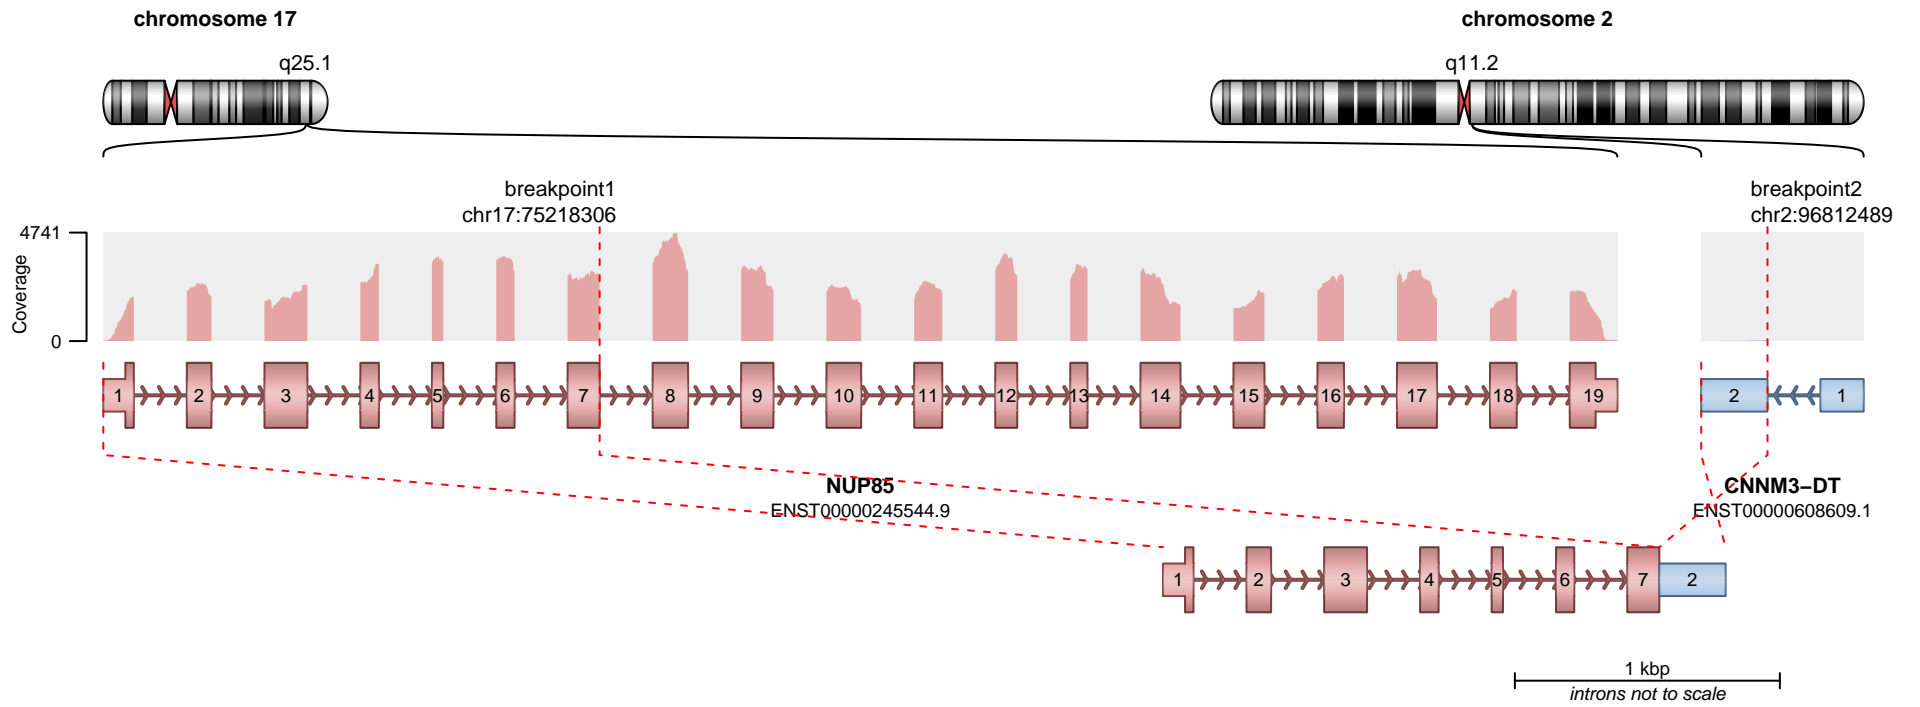 chromosome 17
chromosome 2
q25.1
q11.2
breakpoint1
chr17:75218306
breakpoint2
chr2:96812489
4741
Coverage
0
1 2 3 4 5 6 7 8 9 10 11 12 13 14 15 16 17 18 19
2 1
NUP85
ENST00000245544.9
CNNM3−DT
ENST00000608609.1
1 2 3 4 5 6 7 2
1 kbp
introns not to scale